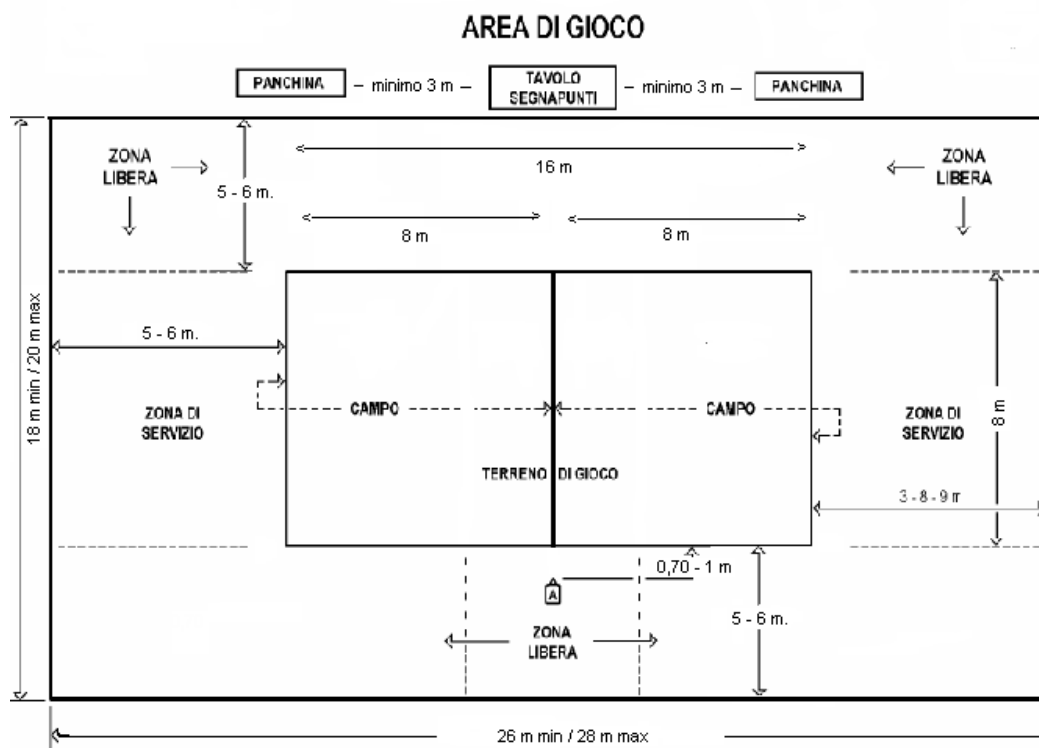 AREA DI GIOCO
PANCHINA
– minimo 3 m –
TAVOLO
SEGNAPUNTI
– minimo 3 m –
PANCHINA
ZONA
LIBERA
5 - 6 m.
16 m
ZONA
LIBERA
8 m
8 m
18 m min / 20 m max
5 - 6 m.
CAMPO
CAMPO
ZONA DI
SERVIZIO
ZONA DI
SERVIZIO
8 m
TERRENO DI GIOCO
3 - 8 - 9 m
0,70 - 1 m
A
5 - 6 m.
ZONA
LIBERA
26 m min / 28 m max